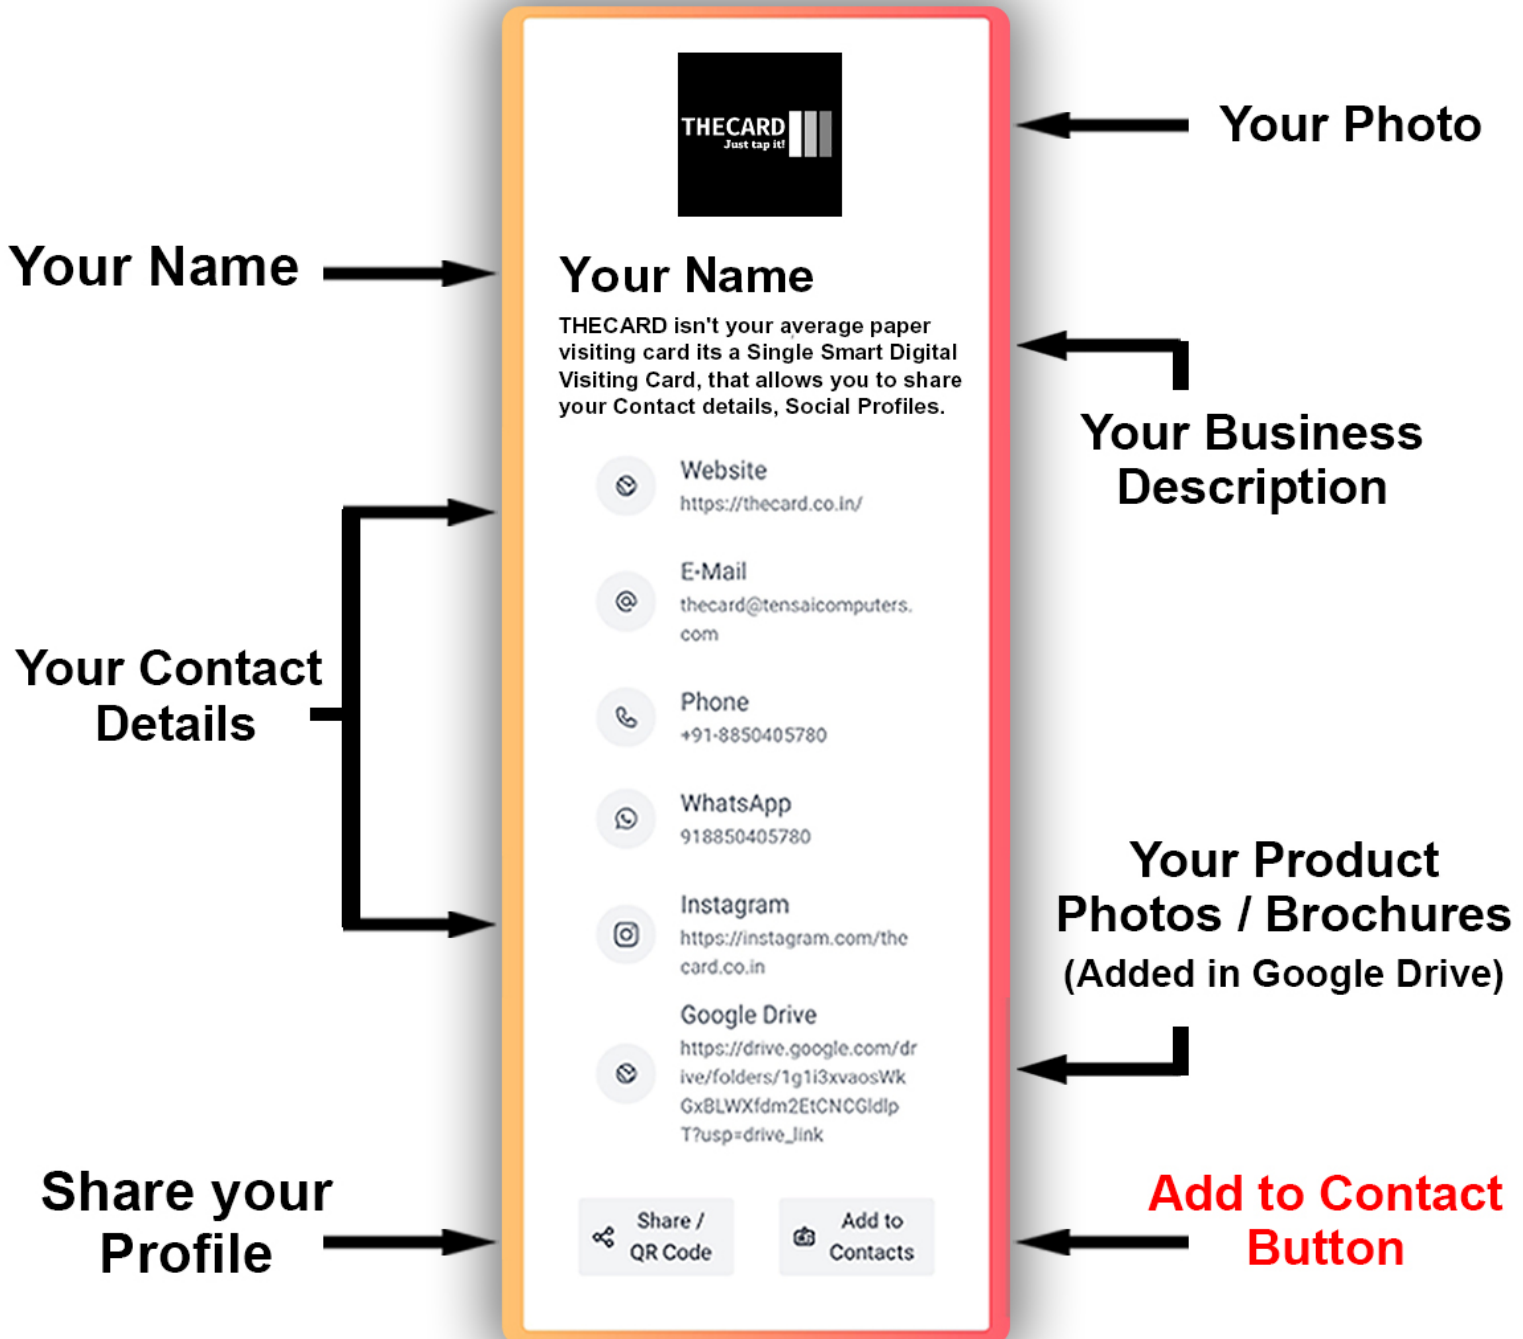 THECARD
Just tap it!
Your Photo
Your Name
Your Name
THECARD isn't your average paper
visiting card its a Single Smart Digital
Visiting Card, that allows you to share
your Contact details, Social Profiles.
Your Business
Description
Website
https://thecard.co.in/
E-Mail
thecard@tensaicomputers.
com
Your Contact
Details
Phone
+91-8850405780
WhatsApp
918850405780
Instagram
https://instagram.com/the
card.co.in
Your Product
Photos / Brochures
(Added in Google Drive)
Google Drive
https://drive.google.com/dr
ive/folders/1g1i3xvaosWk
GxBLWXfdm2EtCNCGIdlp
T?usp=drive_link
Share your
Profile
Share /
QR Code
Add to
Contacts
Add to Contact
Button